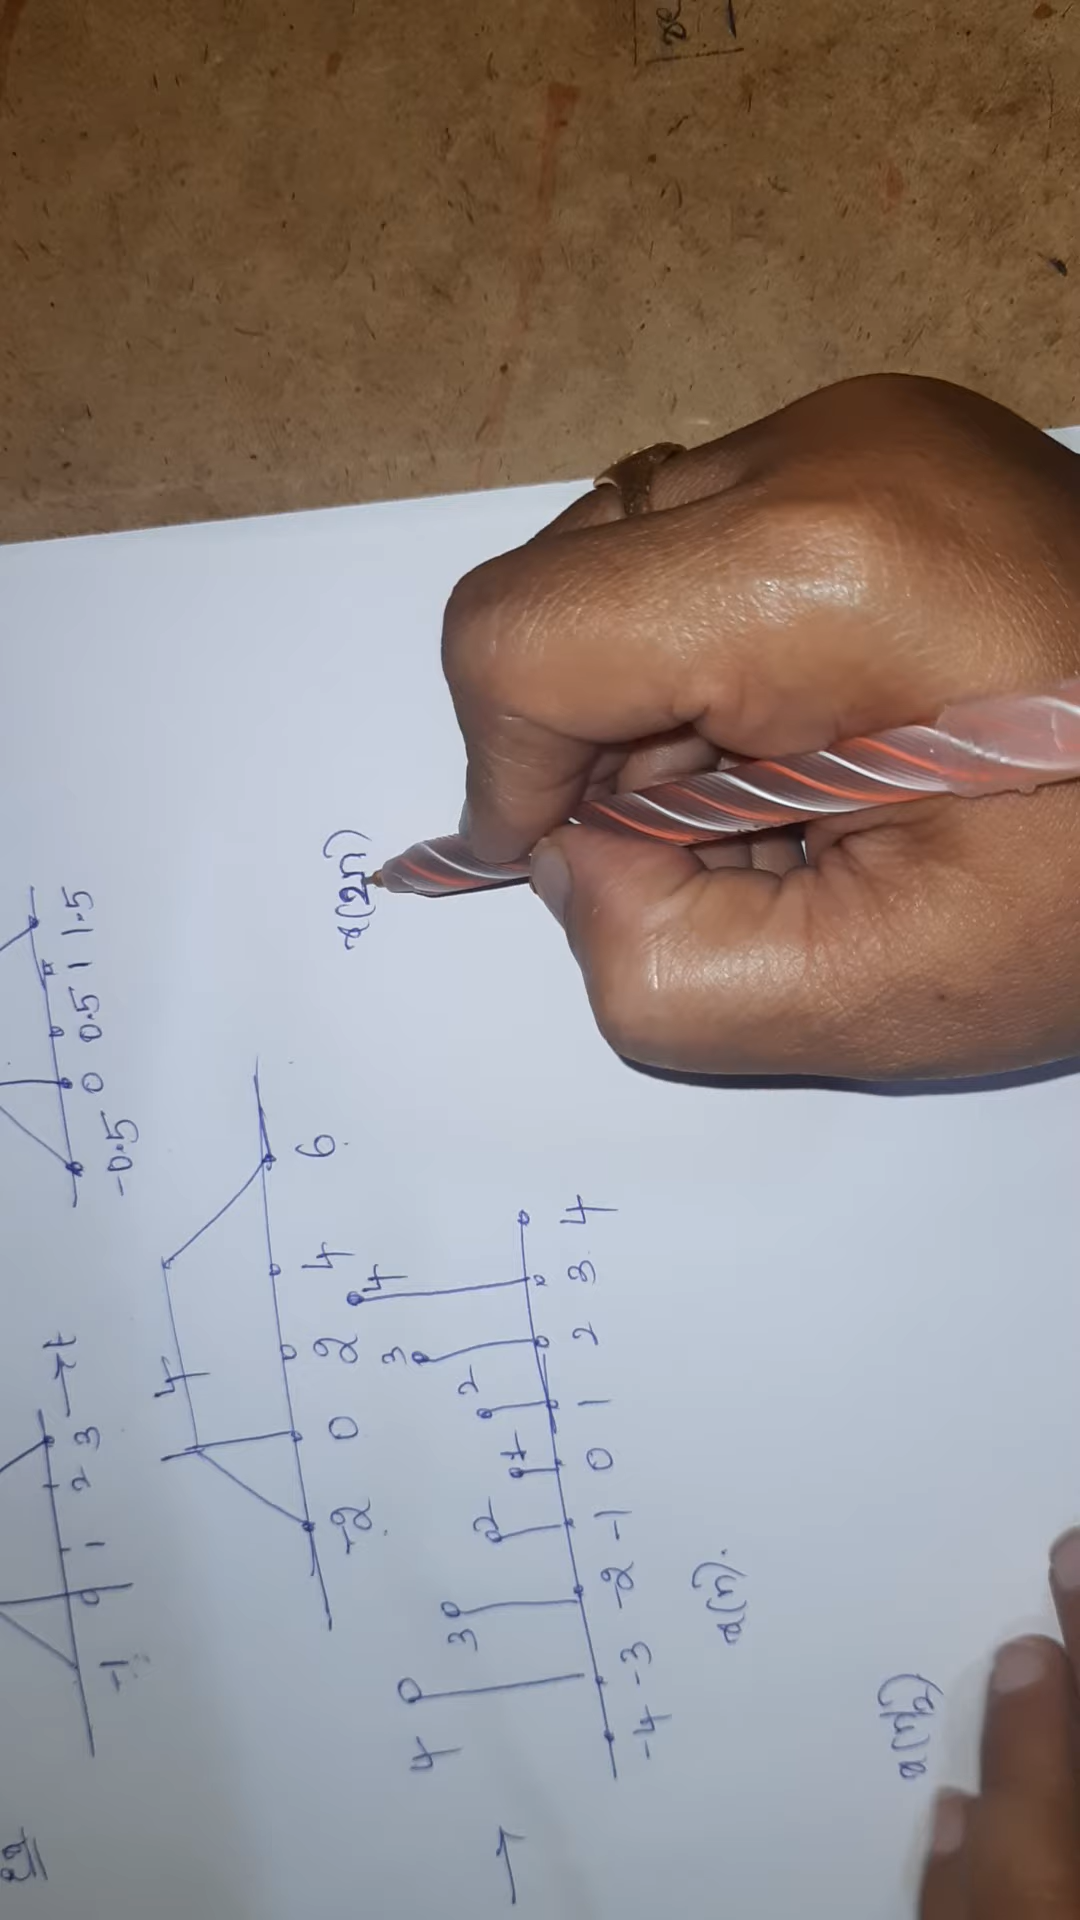 -0.5 0 0.5 1 1.5
-1 0 1 2 3 → t
4
-2 0 2 4 6
x(2n)
4 3 2 1 2 3 4
-4 -3 -2 -1 0 1 2 3 4
x(n).
x(n/2)